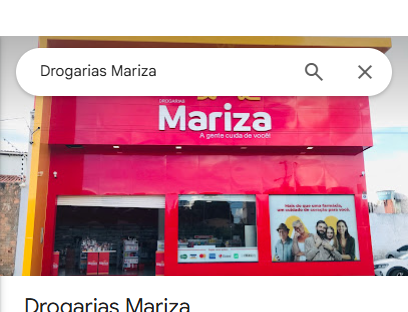 Drogarias Mariza
DROGARIAS
Mariza
A gente cuida de você!
Mais do que uma farmácia,
um cuidado de coração para você.
Drogarias Mariza